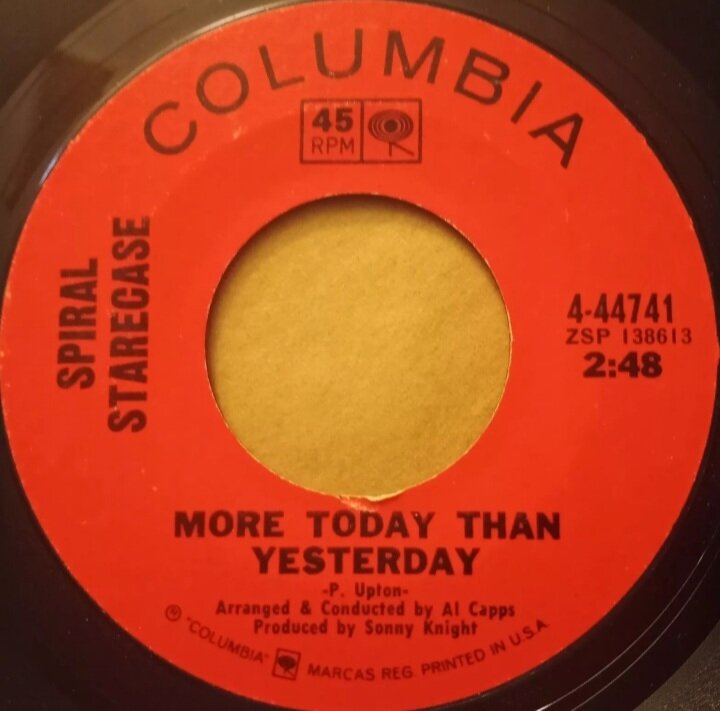 COLUMBIA
45
RPM
SPIRAL
STARECASE
4-44741
ZSP 138613
2:48
MORE TODAY THAN
YESTERDAY
-P. Upton-
Arranged & Conducted by Al Capps
Produced by Sonny Knight
"COLUMBIA" MARCAS REG. PRINTED IN U.S.A.